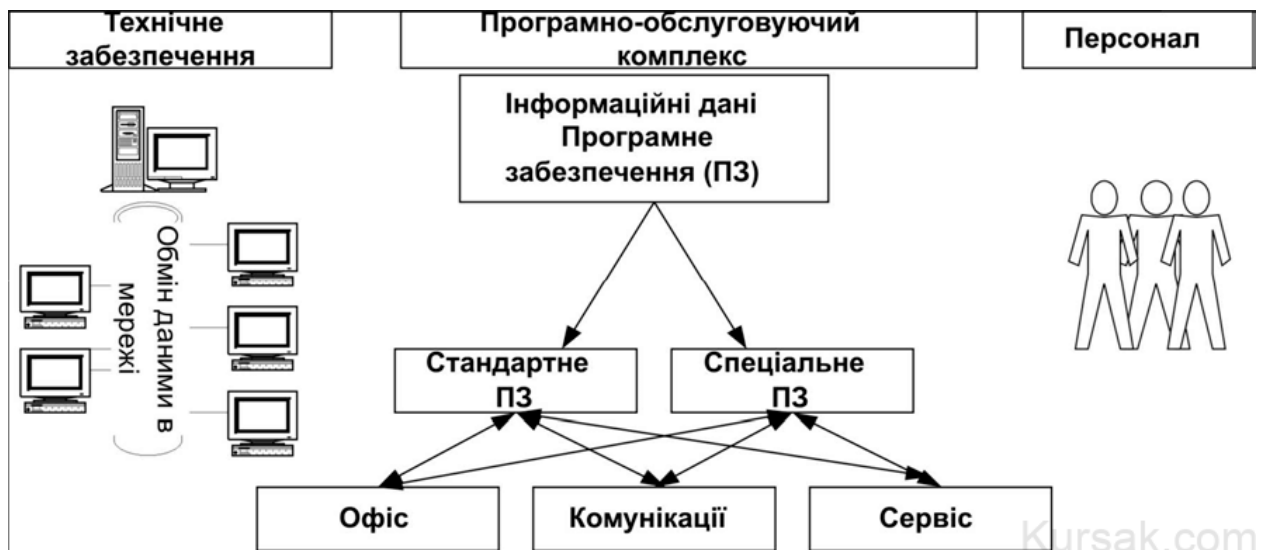 Технічне
забезпечення
Програмно-обслуговуючий
комплекс
Персонал
Інформаційні дані
Програмне
забезпечення (ПЗ)
Обмін даними в
мережі
Стандартне
ПЗ
Спеціальне
ПЗ
Офіс
Комунікації
Сервіс
Kursak.com